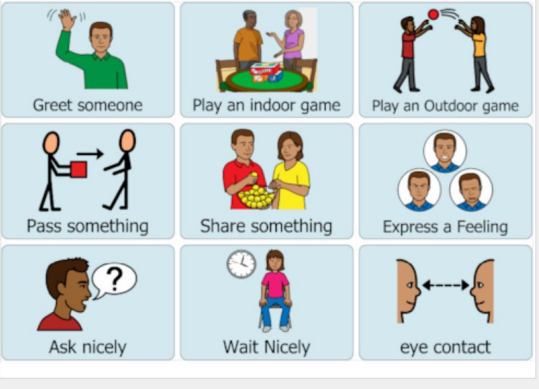 Greet someone
Play an indoor game
Play an Outdoor game
Pass something
Share something
Express a Feeling
?
Ask nicely
Wait Nicely
eye contact